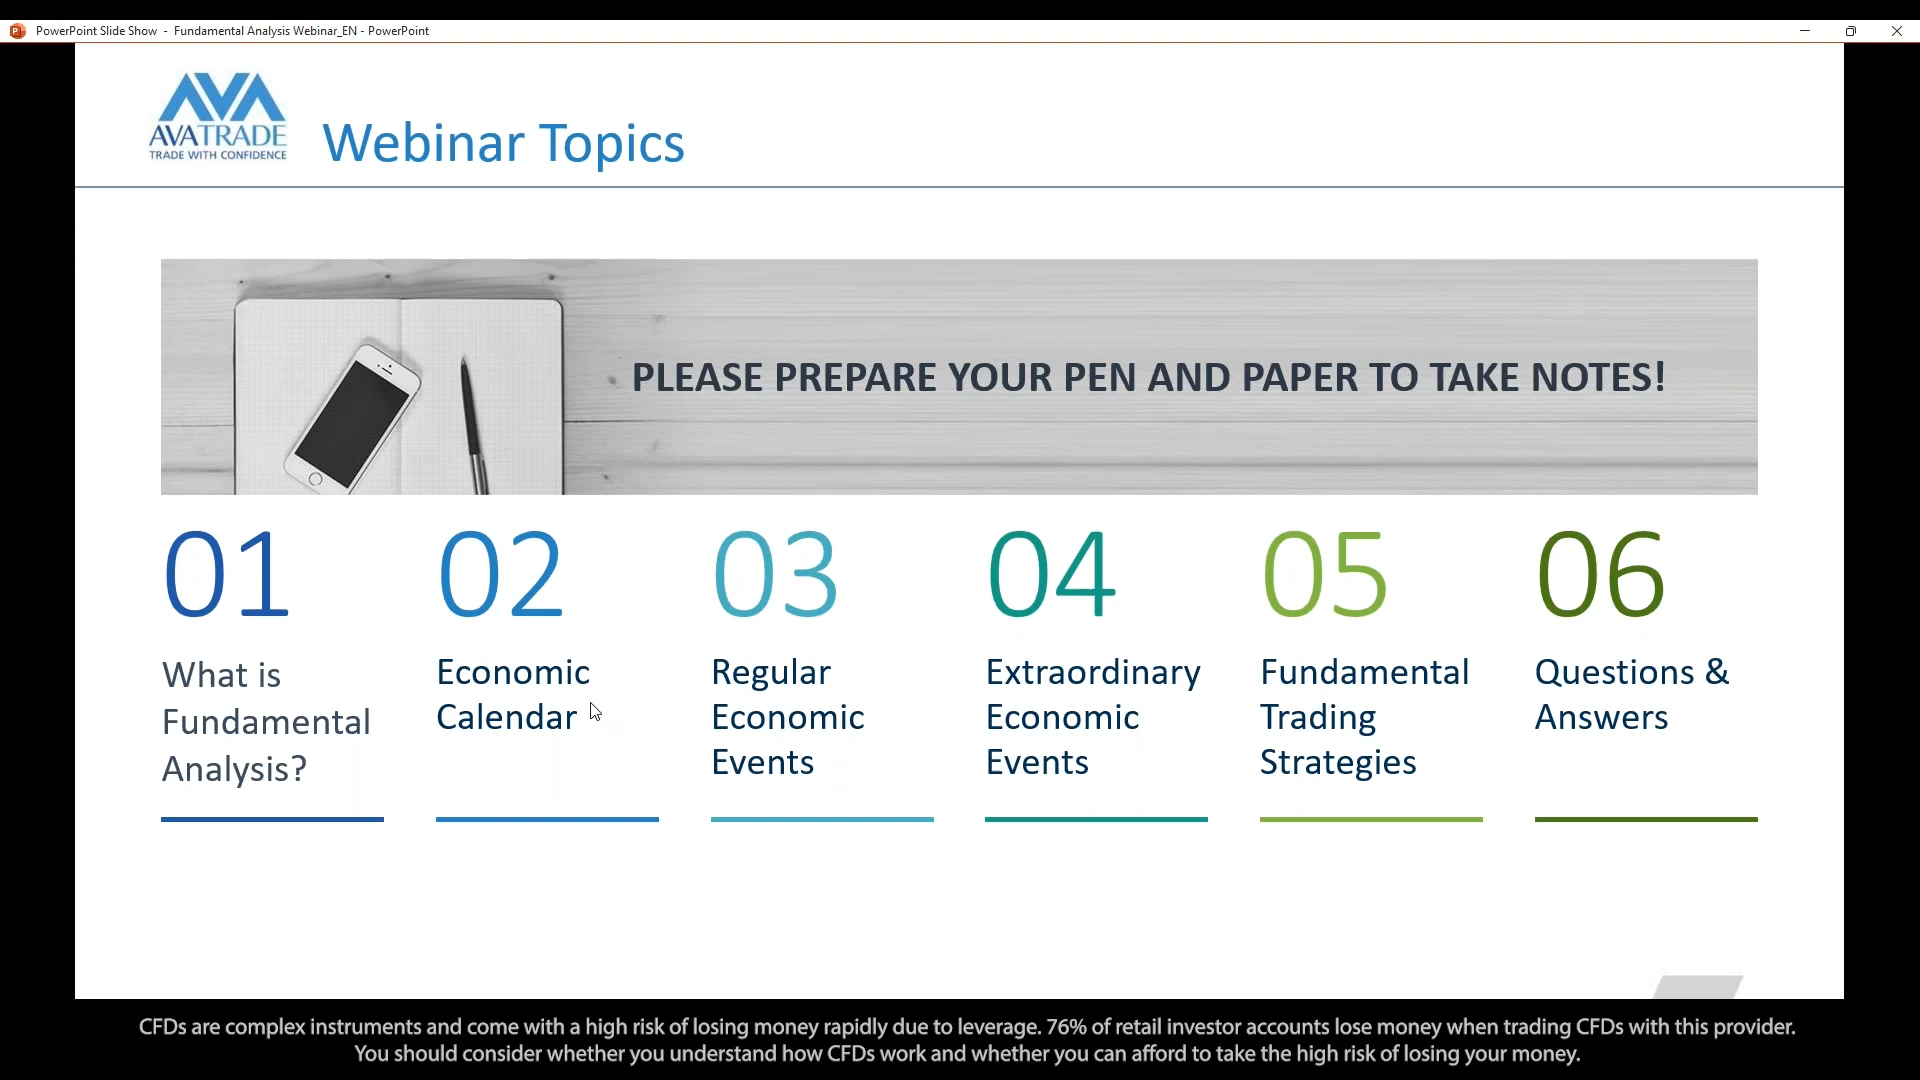 PowerPoint Slide Show - Fundamental Analysis Webinar_EN - PowerPoint
AVATRADE
TRADE WITH CONFIDENCE
Webinar Topics
PLEASE PREPARE YOUR PEN AND PAPER TO TAKE NOTES!
01
What is
Fundamental
Analysis?
02
Economic
Calendar
03
Regular
Economic
Events
04
Extraordinary
Economic
Events
05
Fundamental
Trading
Strategies
06
Questions &
Answers
CFDs are complex instruments and come with a high risk of losing money rapidly due to leverage. 76% of retail investor accounts lose money when trading CFDs with this provider.
You should consider whether you understand how CFDs work and whether you can afford to take the high risk of losing your money.